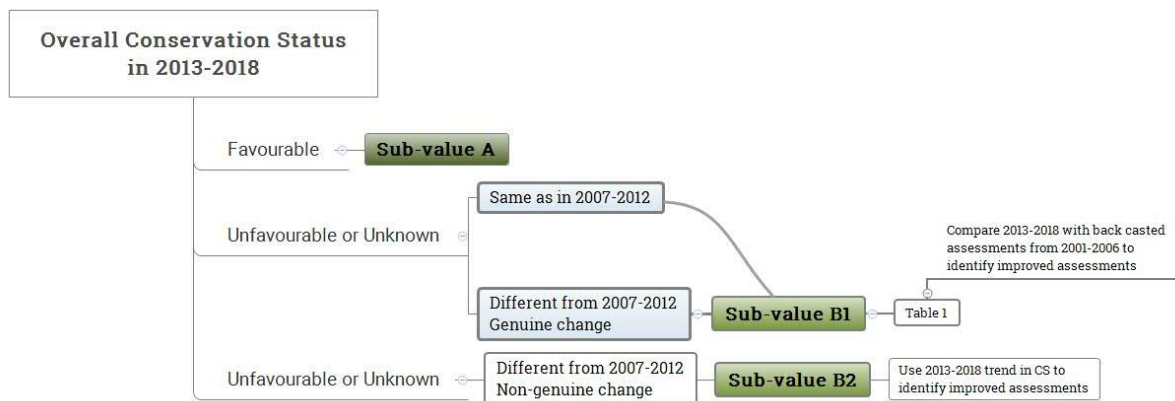 Overall Conservation Status
in 2013-2018
Favourable
Sub-value A
Same as in 2007-2012
Unfavourable or Unknown
Compare 2013-2018 with back casted
assessments from 2001-2006 to
identify improved assessments
Different from 2007-2012
Genuine change
Sub-value B1
Table 1
Unfavourable or Unknown
Different from 2007-2012
Non-genuine change
Sub-value B2
Use 2013-2018 trend in CS to
identify improved assessments